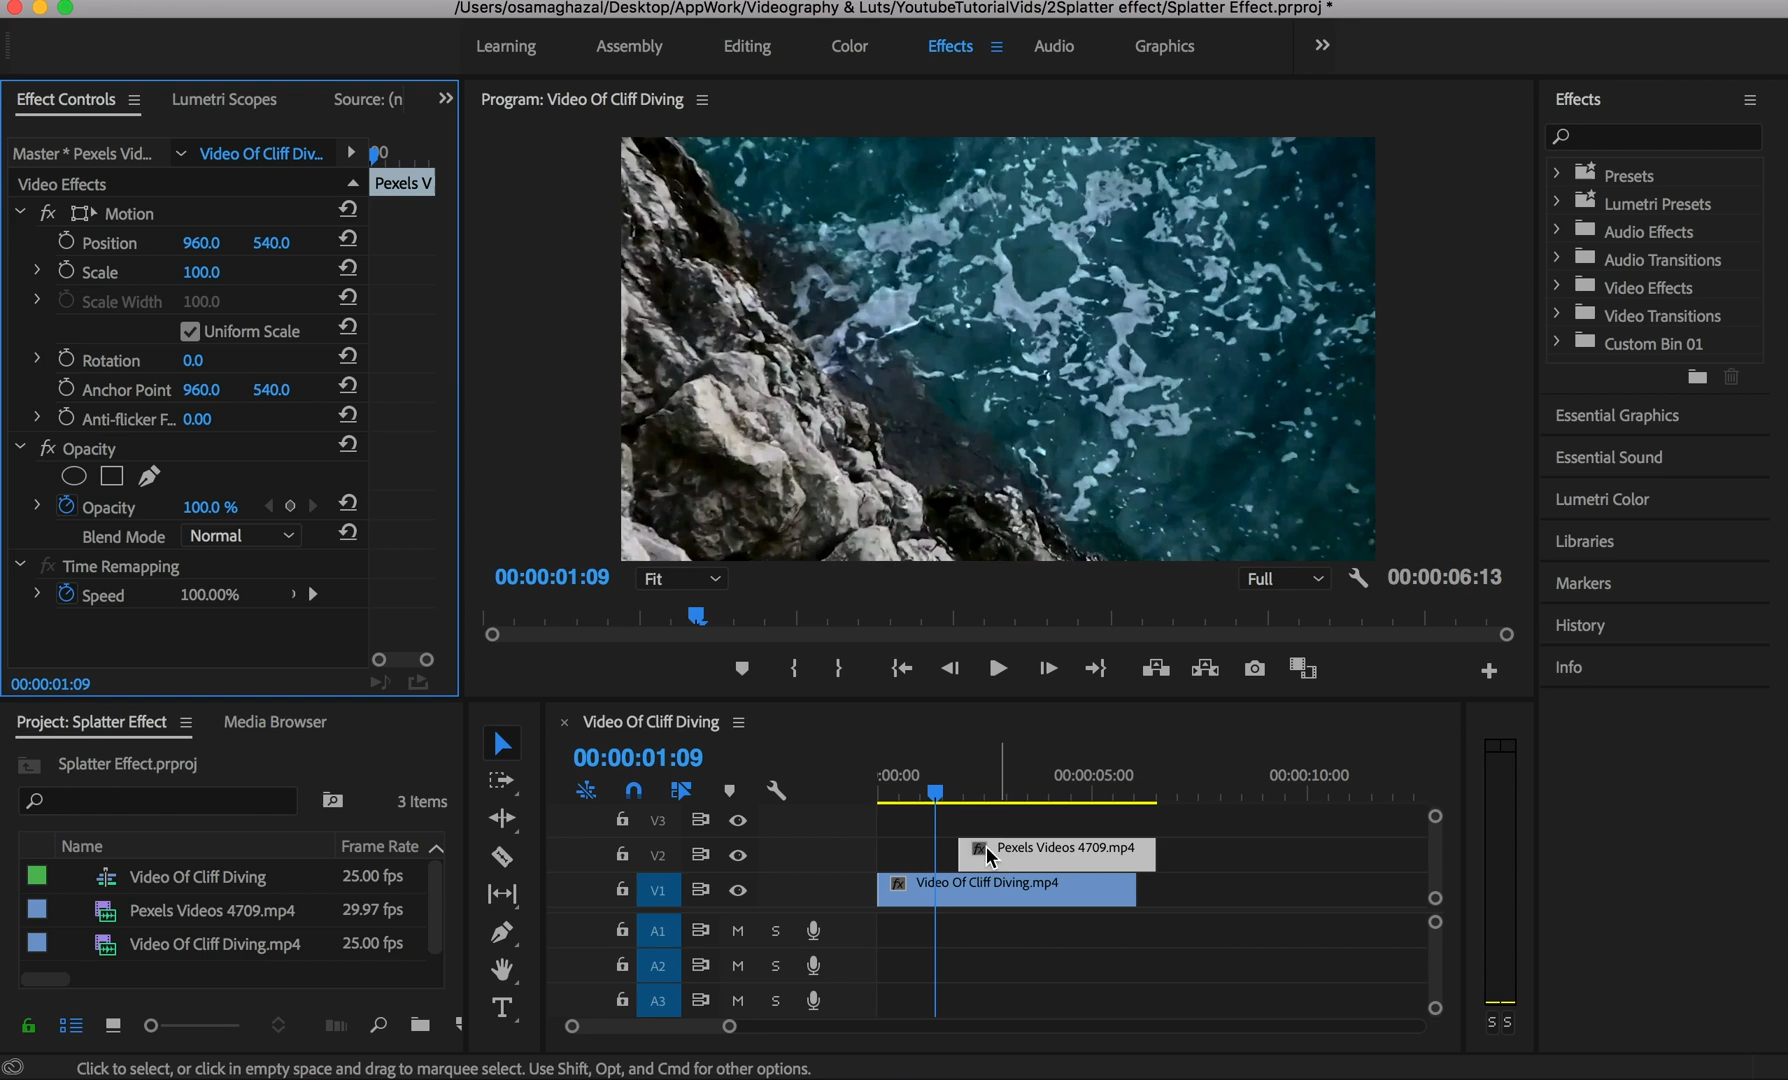 /Users/osamaghazal/Desktop/AppWork/Videography & Luts/YoutubeTutorialVids/2Splatter effect/Splatter Effect.prproj *
Learning Assembly Editing Color Effects Audio Graphics
Effect Controls Lumetri Scopes Source: (n
Master * Pexels Vid... Video Of Cliff Div... 00
Video Effects Pexels V
fx Motion
Position 960.0 540.0
Scale 100.0
Scale Width 100.0
Uniform Scale
Rotation 0.0
Anchor Point 960.0 540.0
Anti-flicker F... 0.00
fx Opacity
Opacity 100.0 %
Blend Mode Normal
fx Time Remapping
Speed 100.00%
00:00:01:09
Program: Video Of Cliff Diving
00:00:01:09 Fit Full 00:00:06:13
Effects
Presets
Lumetri Presets
Audio Effects
Audio Transitions
Video Effects
Video Transitions
Custom Bin 01
Essential Graphics
Essential Sound
Lumetri Color
Libraries
Markers
History
Info
Project: Splatter Effect Media Browser
Splatter Effect.prproj
3 Items
Name Frame Rate
Video Of Cliff Diving 25.00 fps
Pexels Videos 4709.mp4 29.97 fps
Video Of Cliff Diving.mp4 25.00 fps
T
Video Of Cliff Diving
00:00:01:09
:00:00 00:00:05:00 00:00:10:00
V3
V2 fx Pexels Videos 4709.mp4
V1 fx Video Of Cliff Diving.mp4
A1 M S
A2 M S
A3 M S
S S
Click to select, or click in empty space and drag to marquee select. Use Shift, Opt, and Cmd for other options.